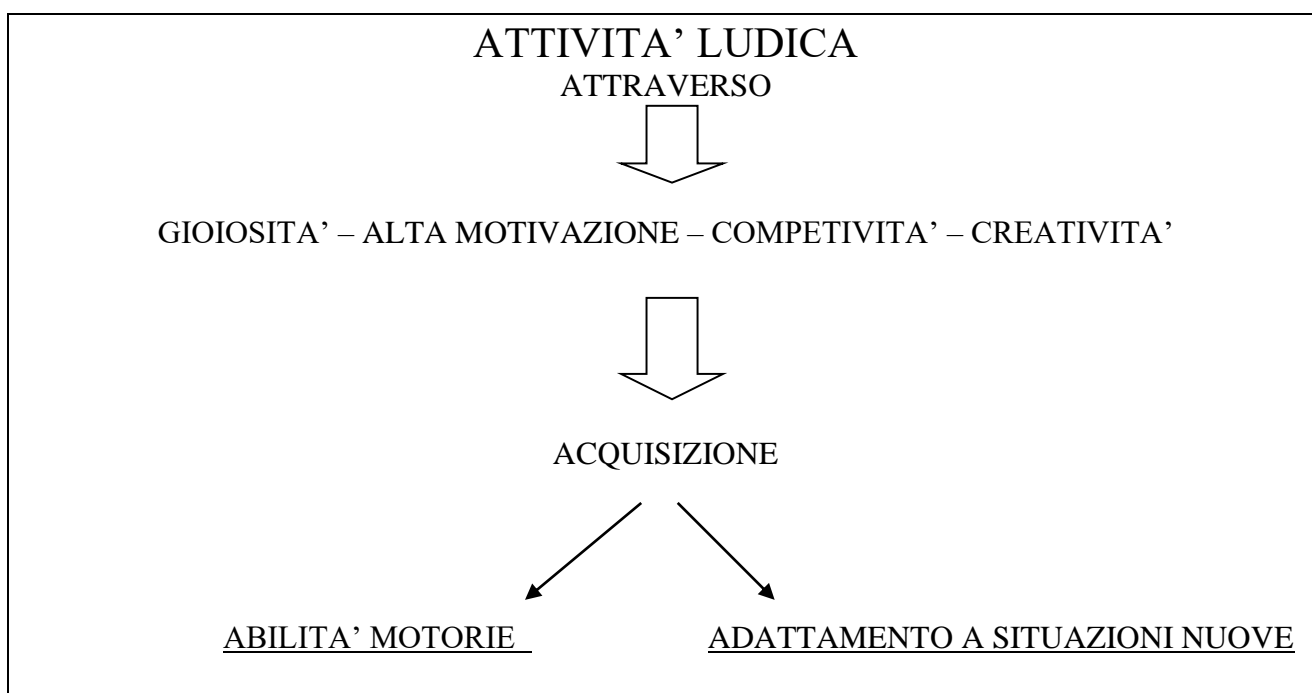 ATTIVITA’ LUDICA
ATTRAVERSO
GIOIOSITA’ – ALTA MOTIVAZIONE – COMPETIVITA’ – CREATIVITA’
ACQUISIZIONE
ABILITA’ MOTORIE ADATTAMENTO A SITUAZIONI NUOVE